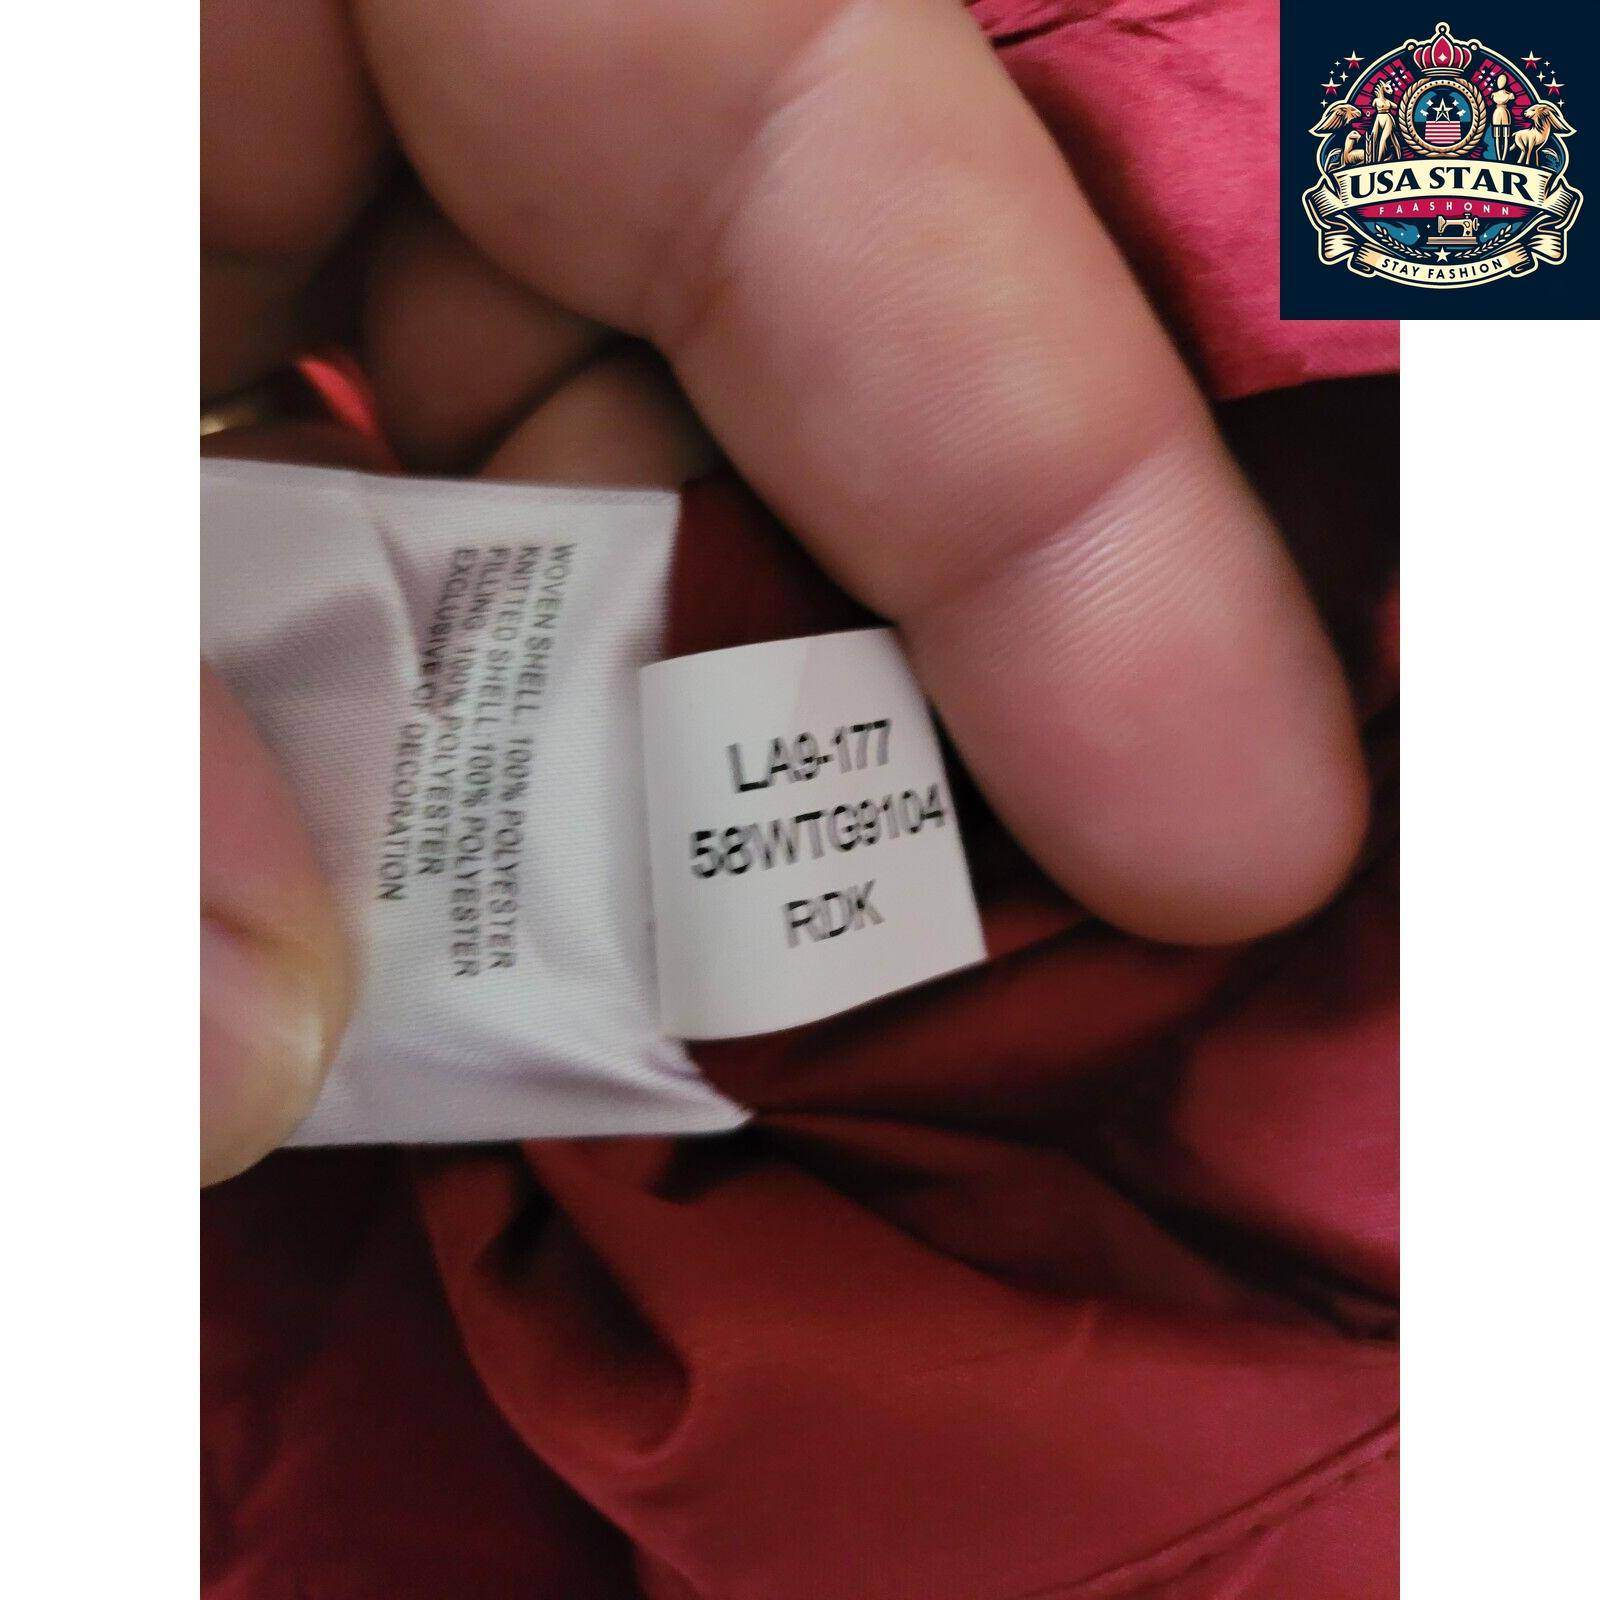 USA STAR
FAASHONN
STAY FASHION
WOVEN SHELL 100% POLYESTER
KNITTED SHELL 100% POLYESTER
FILLING 100% POLYESTER
EXCLUSIVE OF DECORATION
LA9-177
58WTG9104
RDK